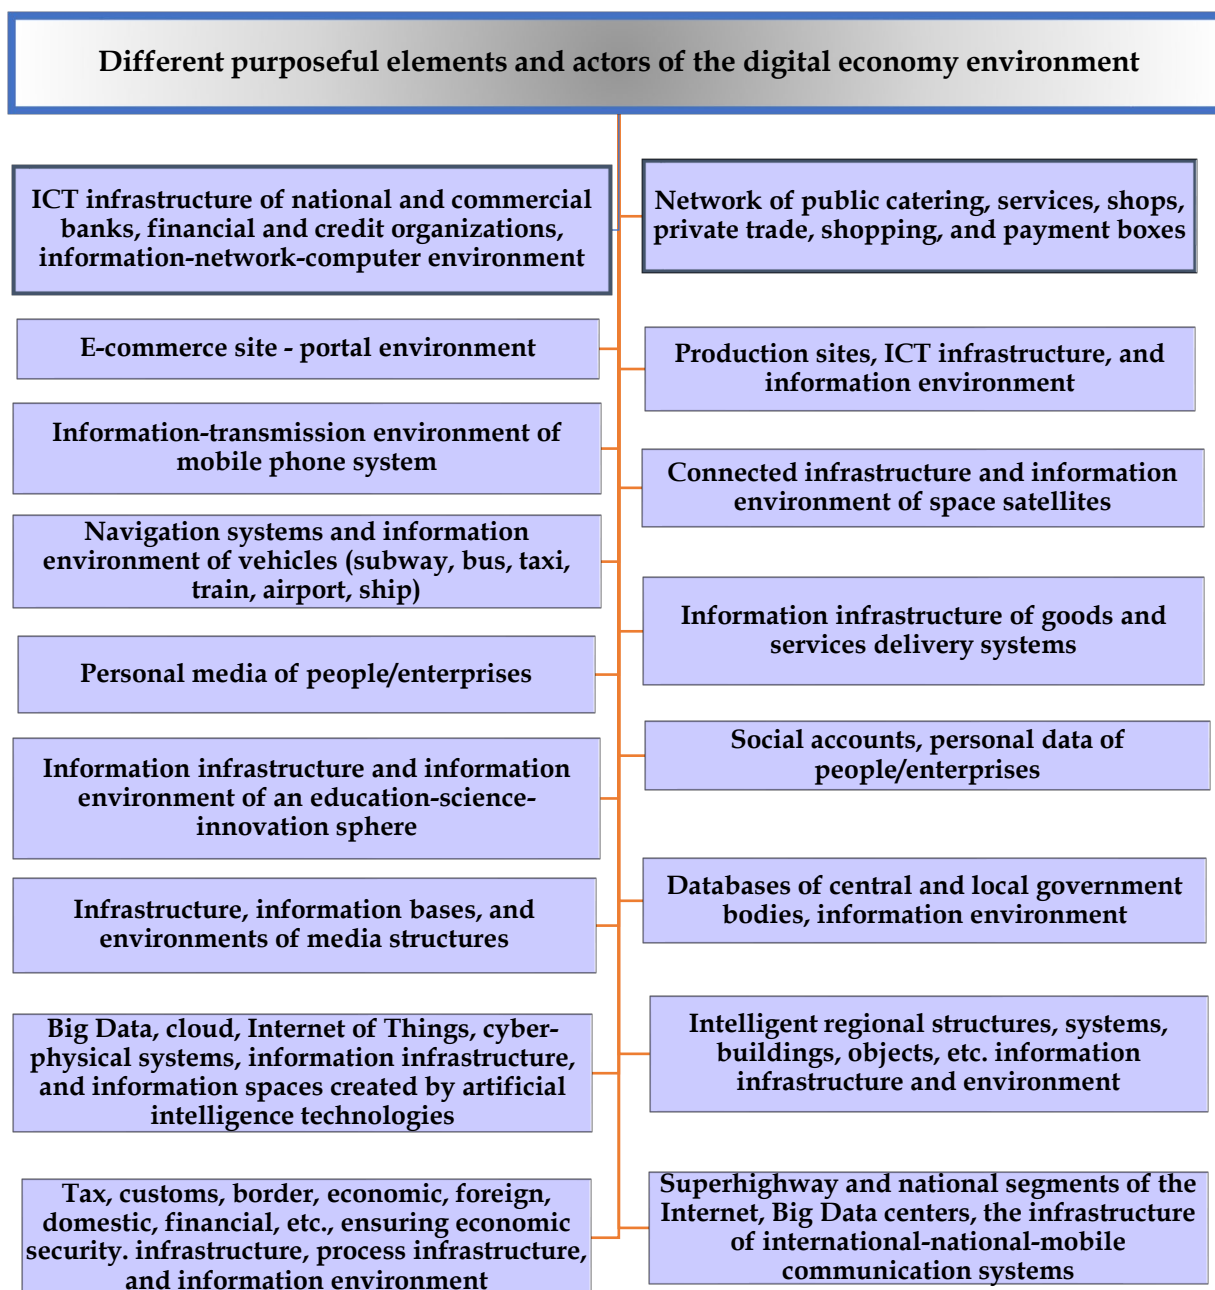 Different purposeful elements and actors of the digital economy environment
ICT infrastructure of national and commercial
banks, financial and credit organizations,
information-network-computer environment
Network of public catering, services, shops,
private trade, shopping, and payment boxes
E-commerce site - portal environment
Production sites, ICT infrastructure, and
information environment
Information-transmission environment of
mobile phone system
Connected infrastructure and information
environment of space satellites
Navigation systems and information
environment of vehicles (subway, bus, taxi,
train, airport, ship)
Information infrastructure of goods and
services delivery systems
Personal media of people/enterprises
Social accounts, personal data of
people/enterprises
Information infrastructure and information
environment of an education-science-
innovation sphere
Databases of central and local government
bodies, information environment
Infrastructure, information bases, and
environments of media structures
Intelligent regional structures, systems,
buildings, objects, etc. information
infrastructure and environment
Big Data, cloud, Internet of Things, cyber-
physical systems, information infrastructure,
and information spaces created by artificial
intelligence technologies
Superhighway and national segments of the
Internet, Big Data centers, the infrastructure
of international-national-mobile
communication systems
Tax, customs, border, economic, foreign,
domestic, financial, etc., ensuring economic
security. infrastructure, process infrastructure,
and information environment